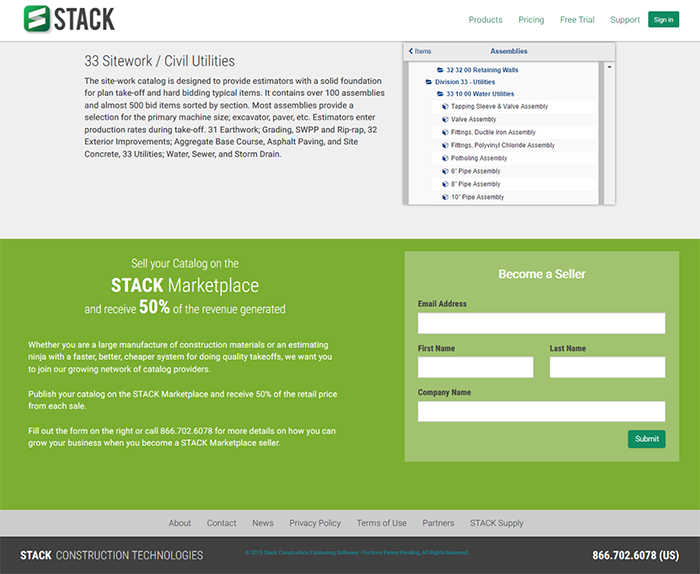 STACK
Products Pricing Free Trial Support Sign in
33 Sitework / Civil Utilities
The site-work catalog is designed to provide estimators with a solid foundation
for plan take-off and hard bidding typical items. It contains over 100 assemblies
and almost 500 bid items sorted by section. Most assemblies provide a
selection for the primary machine size; excavator, paver, etc. Estimators enter
production rates during take-off. 31 Earthwork; Grading, SWPP and Rip-rap, 32
Exterior Improvements; Aggregate Base Course, Asphalt Paving, and Site
Concrete, 33 Utilities; Water, Sewer, and Storm Drain.
Items Assemblies
32 32 00 Retaining Walls
Division 33 - Utilities
33 10 00 Water Utilities
Tapping Sleeve & Valve Assembly
Valve Assembly
Fittings, Ductile Iron Assembly
Fittings, Polyvinyl Chloride Assembly
Potholing Assembly
6" Pipe Assembly
8" Pipe Assembly
10" Pipe Assembly
Sell your Catalog on the
STACK Marketplace
and receive 50% of the revenue generated
Whether you are a large manufacture of construction materials or an estimating
ninja with a faster, better, cheaper system for doing quality takeoffs, we want you
to join our growing network of catalog providers.
Publish your catalog on the STACK Marketplace and receive 50% of the retail price
from each sale.
Fill out the form on the right or call 866.702.6078 for more details on how you can
grow your business when you become a STACK Marketplace seller.
Become a Seller
Email Address
First Name Last Name
Company Name
Submit
About Contact News Privacy Policy Terms of Use Partners STACK Supply
STACK CONSTRUCTION TECHNOLOGIES
© 2015 Stack Construction Estimating Software - Portions Patent Pending, All Rights Reserved.
866.702.6078 (US)